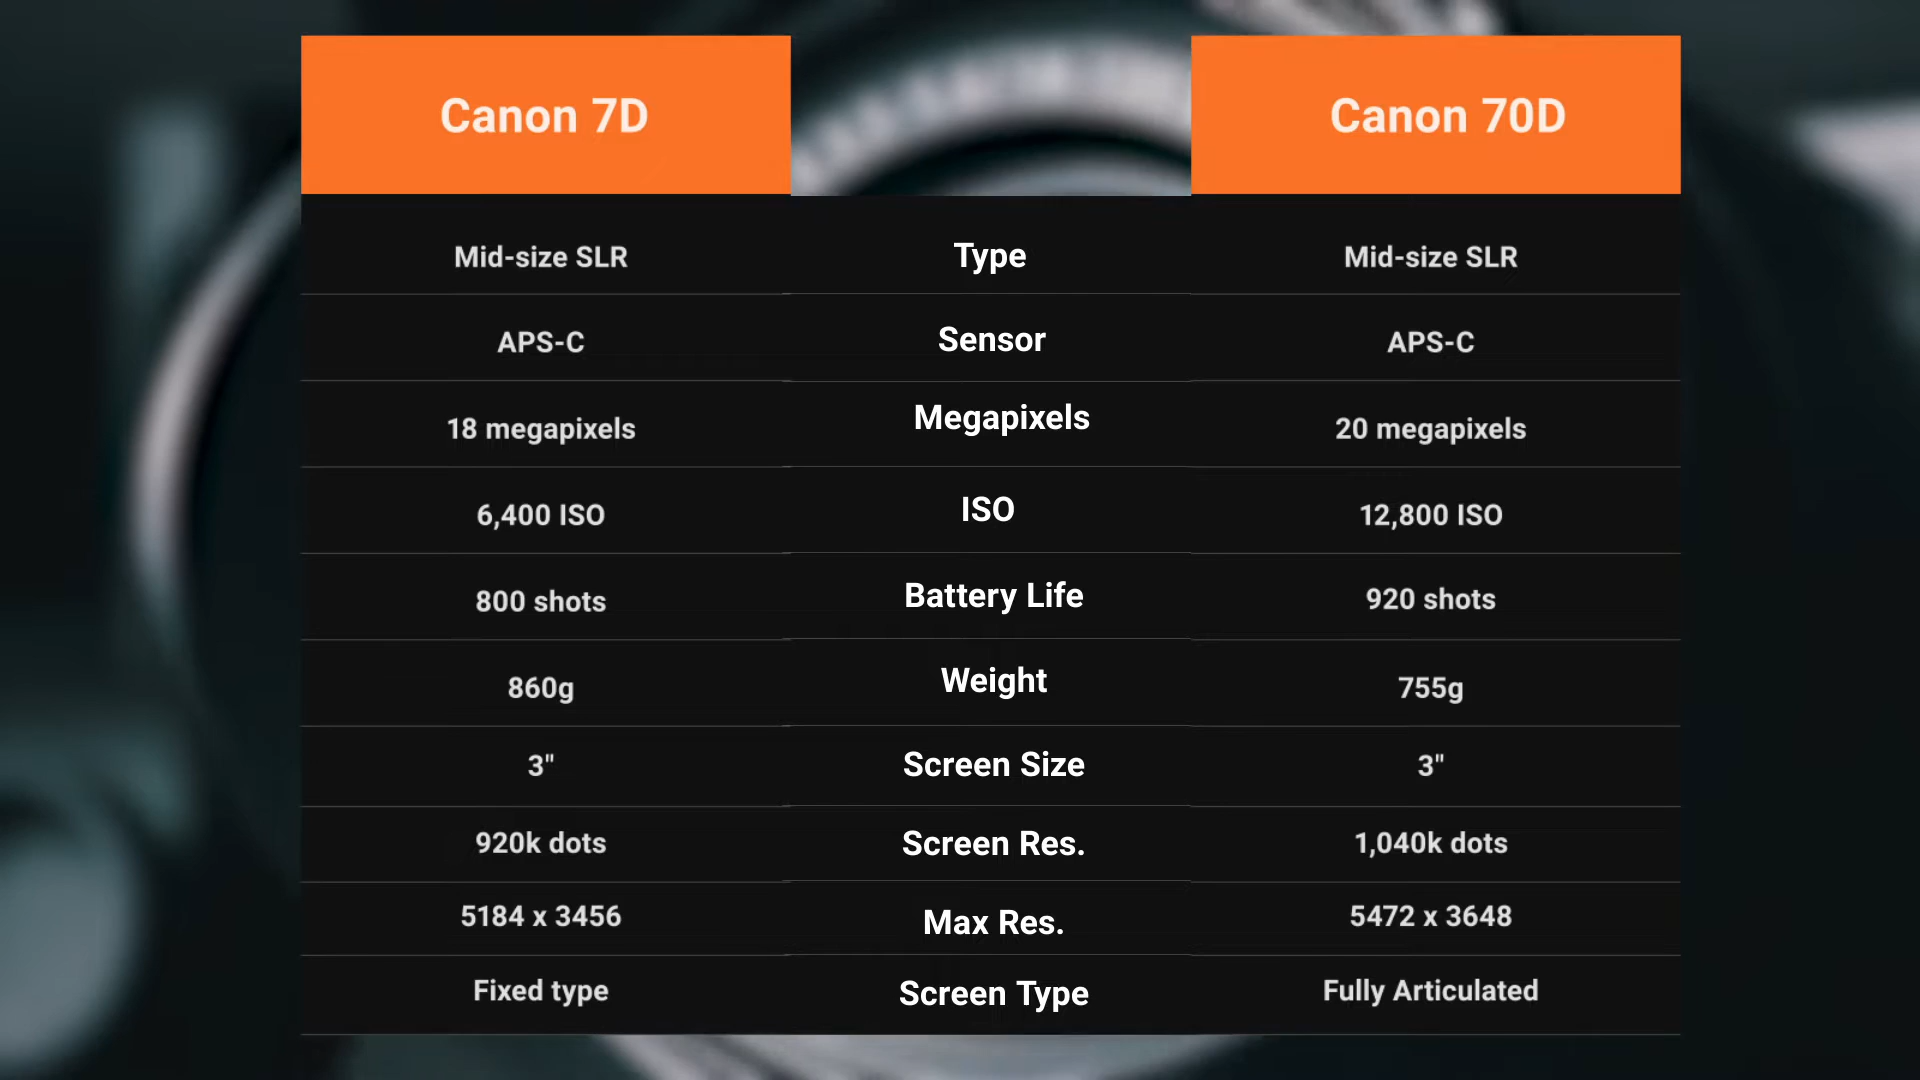 Canon 7D Canon 70D
Mid-size SLR Type Mid-size SLR
APS-C Sensor APS-C
18 megapixels Megapixels 20 megapixels
6,400 ISO ISO 12,800 ISO
800 shots Battery Life 920 shots
860g Weight 755g
3" Screen Size 3"
920k dots Screen Res. 1,040k dots
5184 x 3456 Max Res. 5472 x 3648
Fixed type Screen Type Fully Articulated